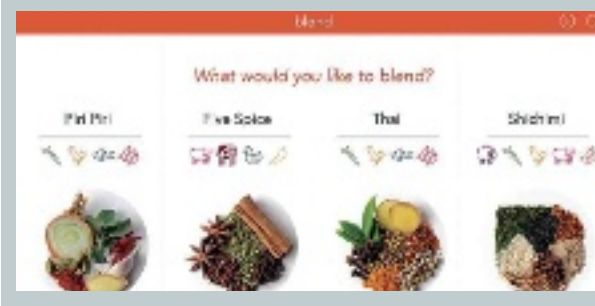 blend
What would you like to blend?
Piri Piri
Five Spice
Thai
Shichimi